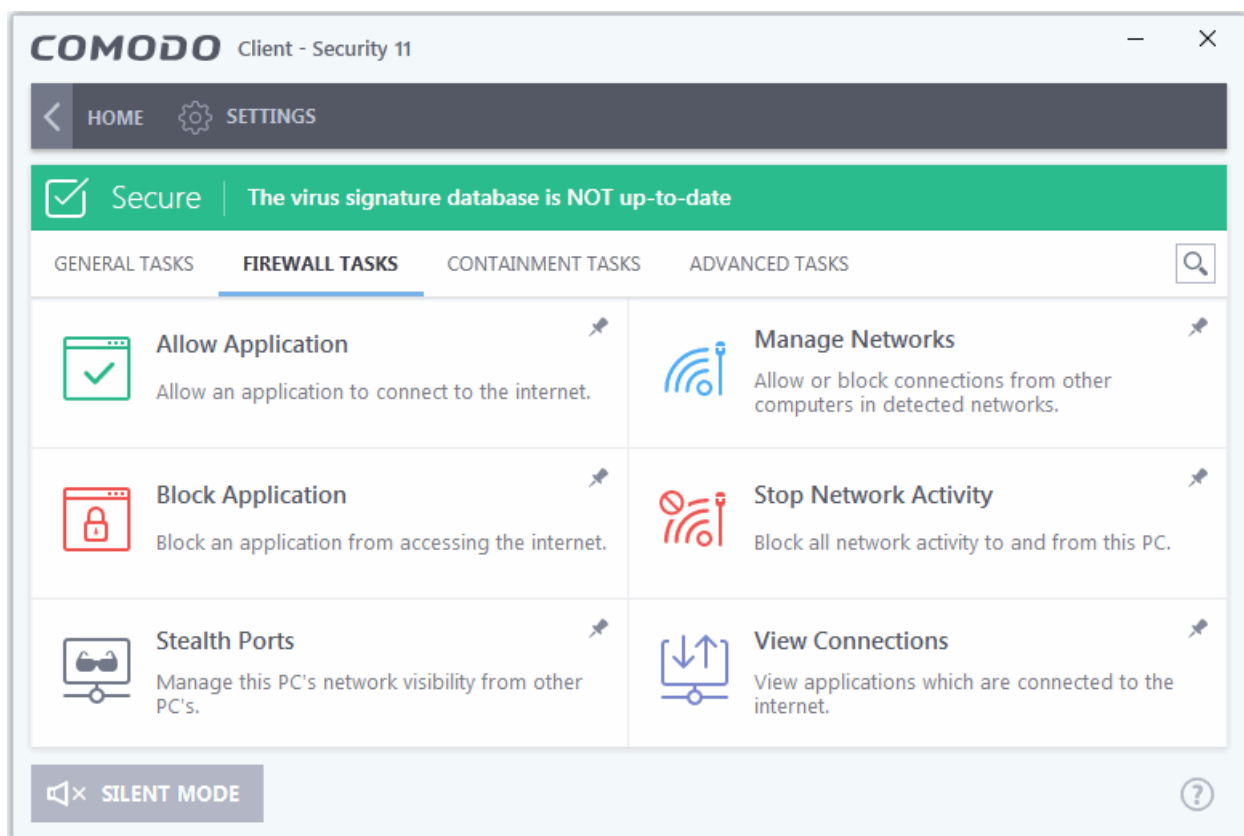 COMODO Client - Security 11
HOME SETTINGS
Secure The virus signature database is NOT up-to-date
GENERAL TASKS FIREWALL TASKS CONTAINMENT TASKS ADVANCED TASKS
Allow Application
Allow an application to connect to the internet.
Manage Networks
Allow or block connections from other
computers in detected networks.
Block Application
Block an application from accessing the internet.
Stop Network Activity
Block all network activity to and from this PC.
Stealth Ports
Manage this PC's network visibility from other
PC's.
View Connections
View applications which are connected to the
internet.
SILENT MODE
?